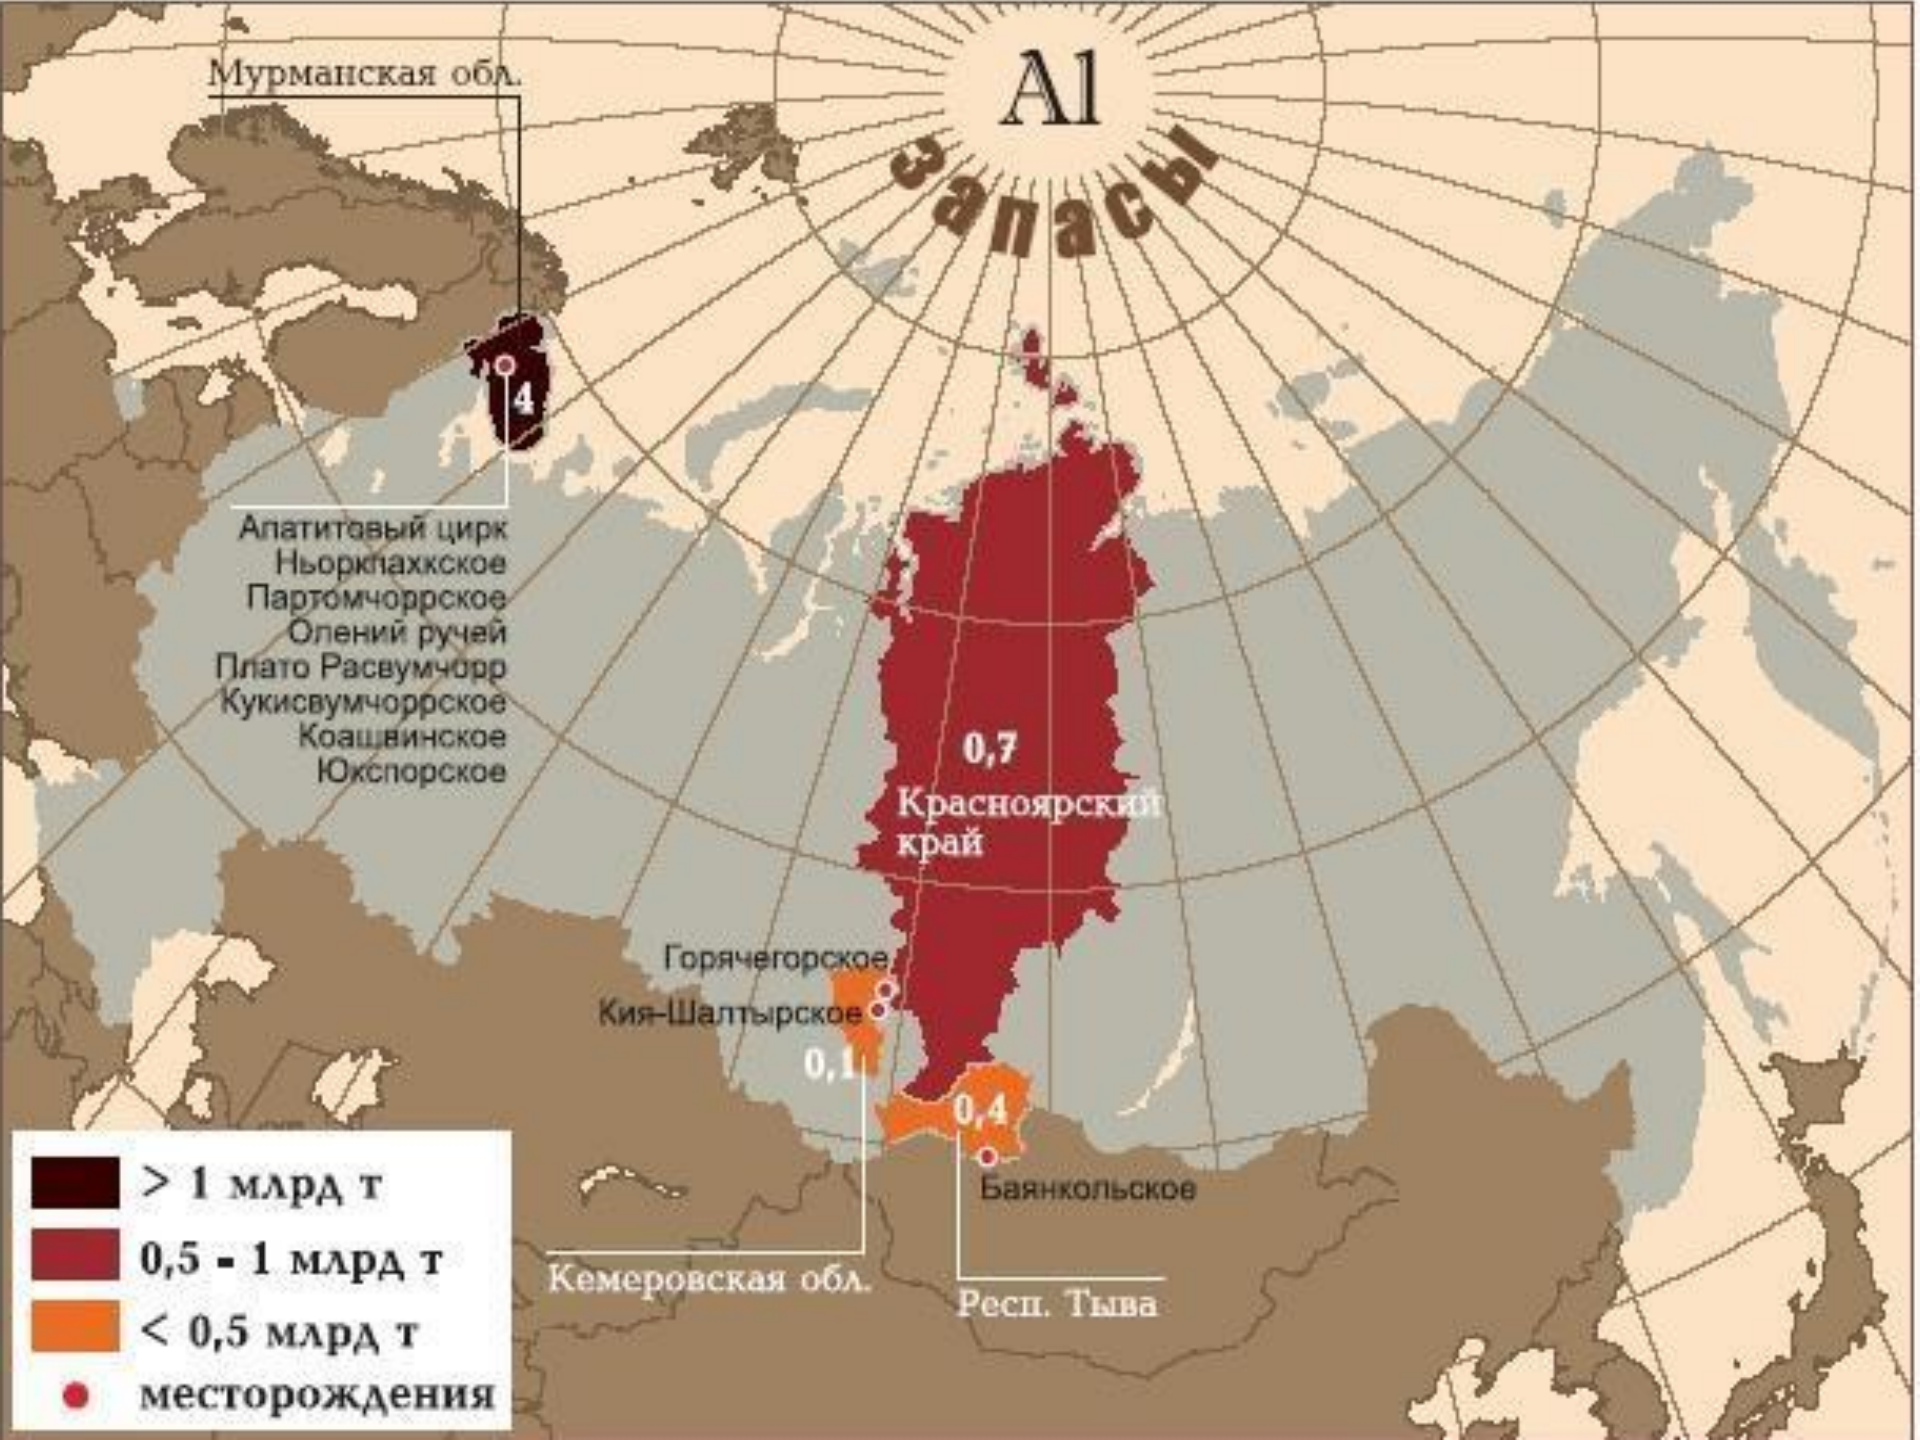 Al
запасы
Мурманская обл.
4
Апатитовый цирк
Ньоркпахкское
Партомчоррское
Олений ручей
Плато Расвумчорр
Кукисвумчоррское
Коашвинское
Юкспорское
0,7
Красноярский
край
Горячегорское
Кия-Шалтырское
0,1
0,4
Баянкольское
Кемеровская обл.
Респ. Тыва
> 1 млрд т
0,5 - 1 млрд т
< 0,5 млрд т
месторождения